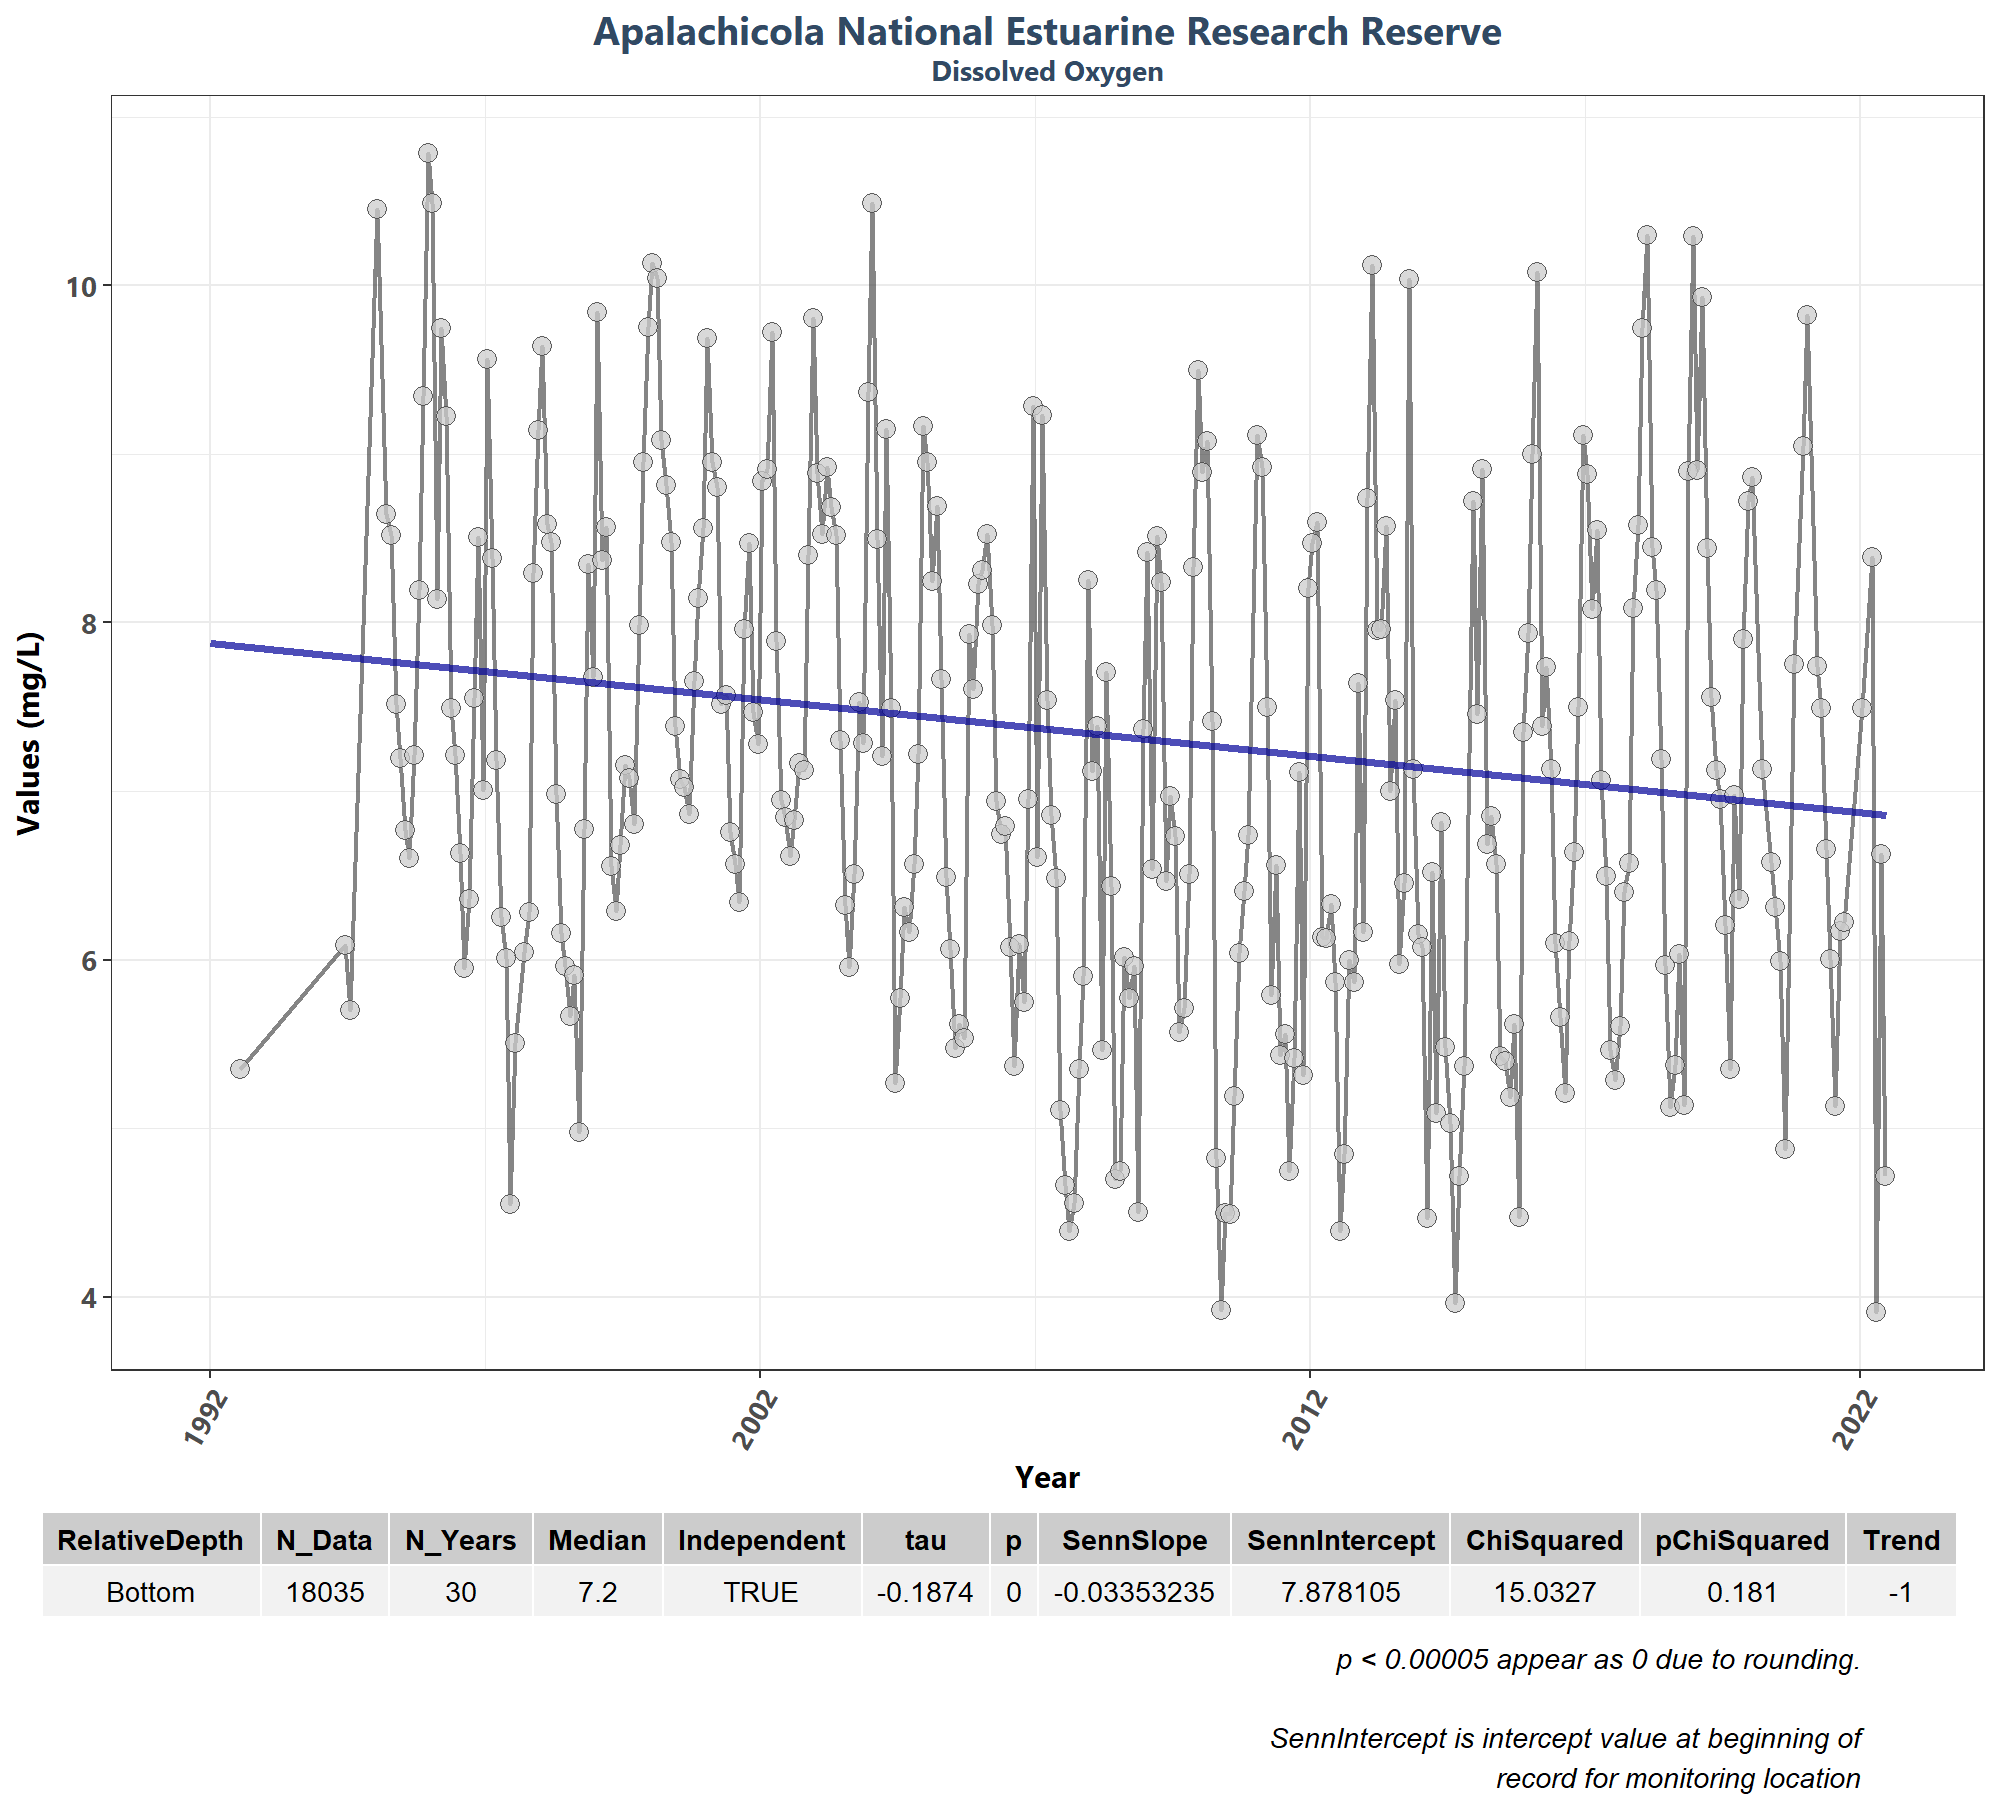 Apalachicola National Estuarine Research Reserve
Dissolved Oxygen
Values (mg/L)
10
8
6
4
1992 2002 2012 2022
Year
RelativeDepth N_Data N_Years Median Independent tau p SennSlope SennIntercept ChiSquared pChiSquared Trend
Bottom 18035 30 7.2 TRUE -0.1874 0 -0.03353235 7.878105 15.0327 0.181 -1
p < 0.00005 appear as 0 due to rounding.
SennIntercept is intercept value at beginning of
record for monitoring location